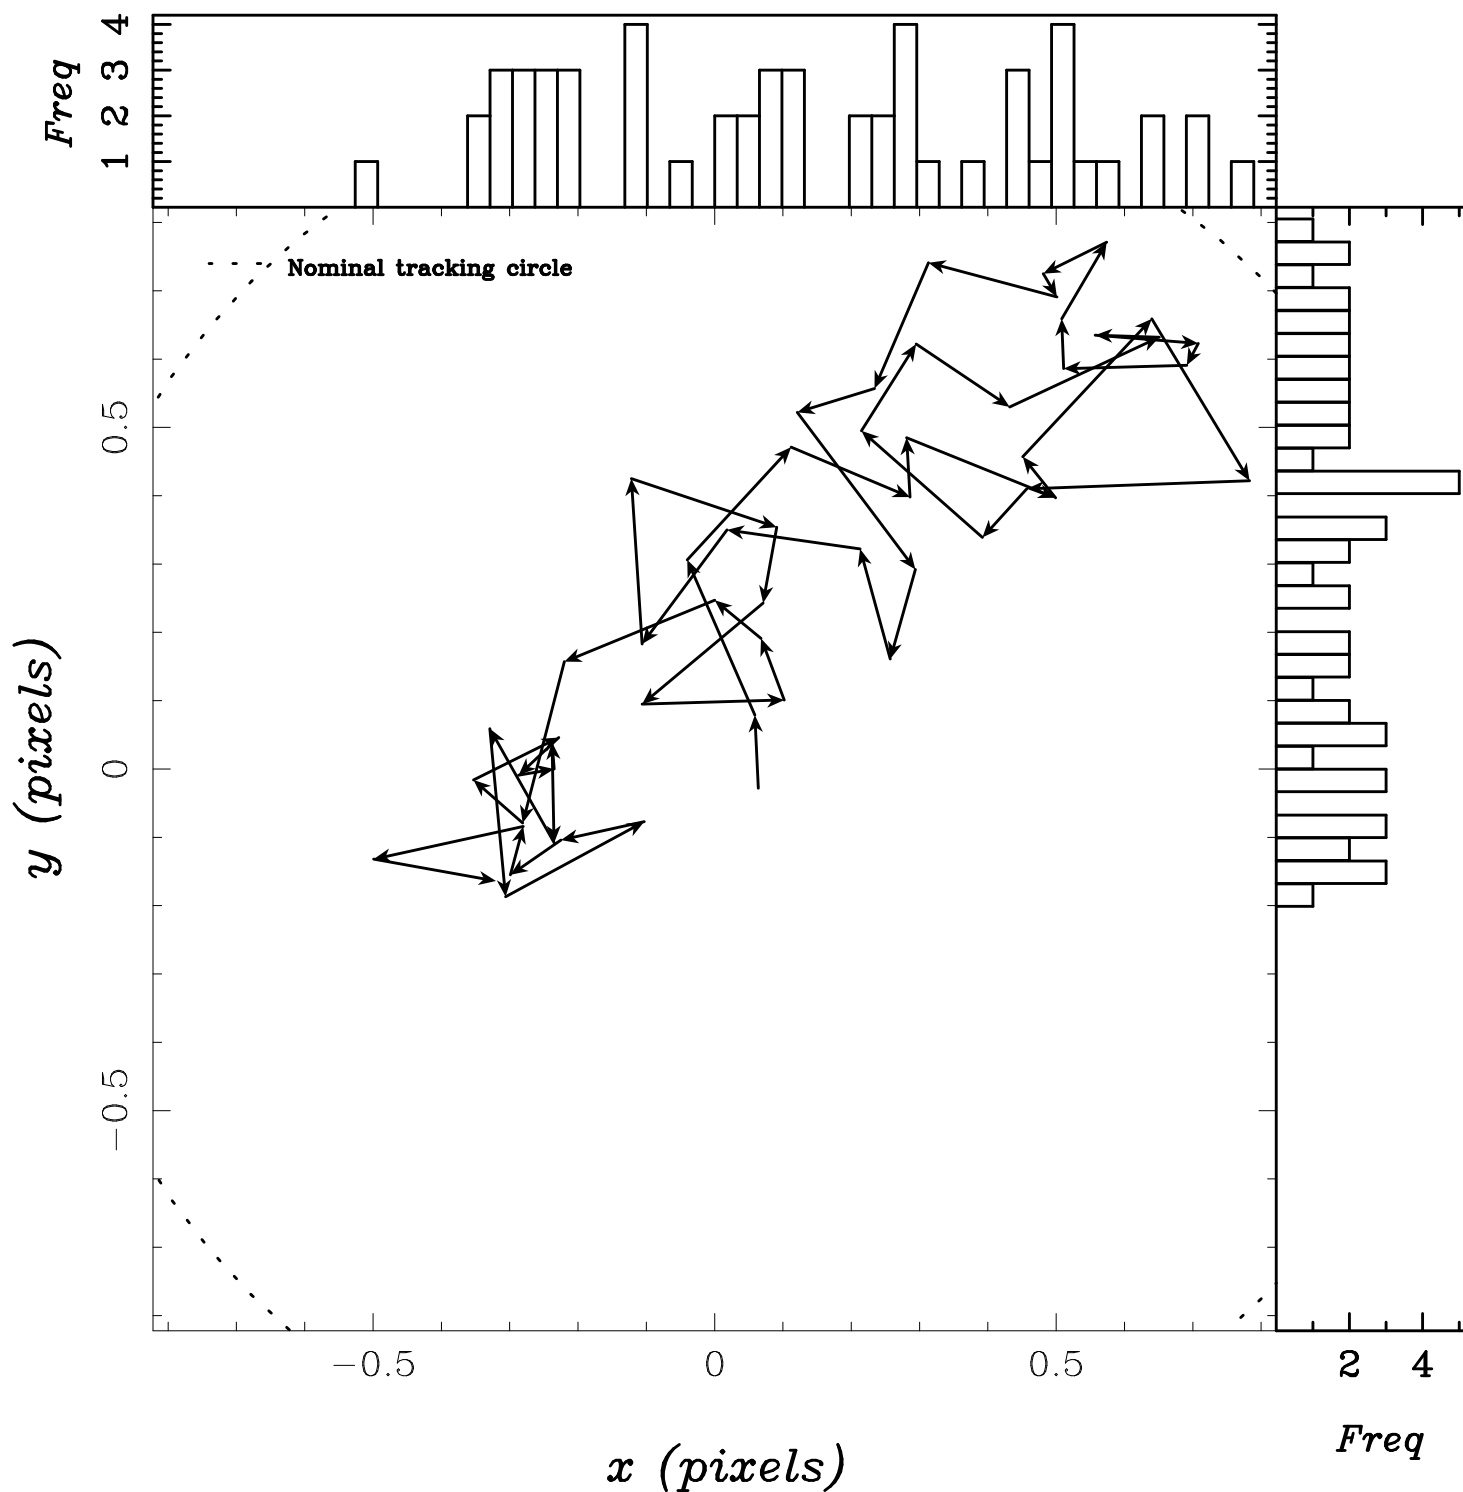 Freq
1 2 3 4
Nominal tracking circle
y (pixels)
0.5
0
−0.5
−0.5 0 0.5
x (pixels)
2 4
Freq